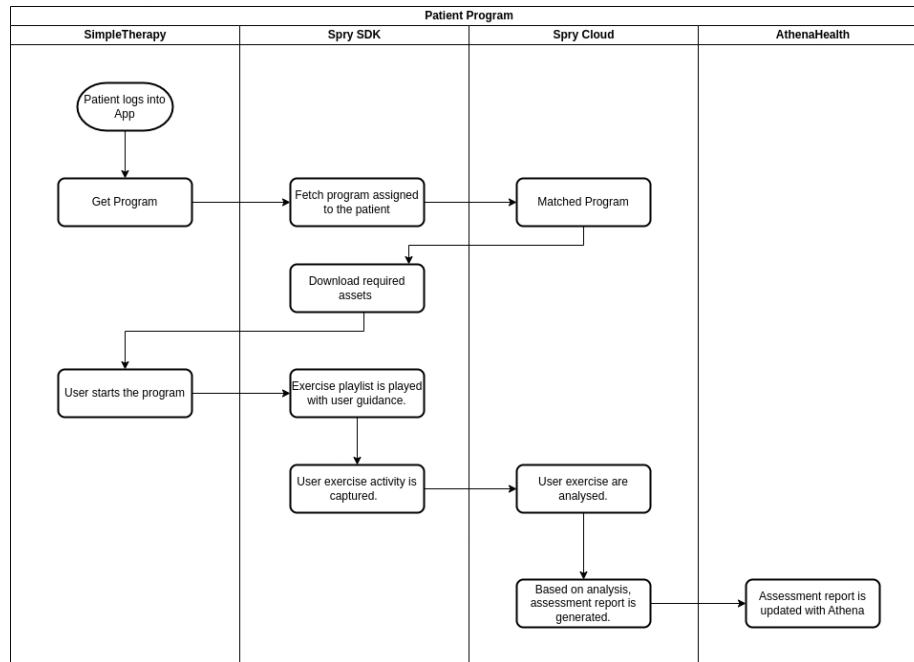 Patient Program
SimpleTherapy
Spry SDK
Spry Cloud
AthenaHealth
Patient logs into
App
Get Program
Fetch program assigned
to the patient
Matched Program
Download required
assets
User starts the program
Exercise playlist is played
with user guidance.
User exercise activity is
captured.
User exercise are
analysed.
Based on analysis,
assessment report is
generated.
Assessment report is
updated with Athena